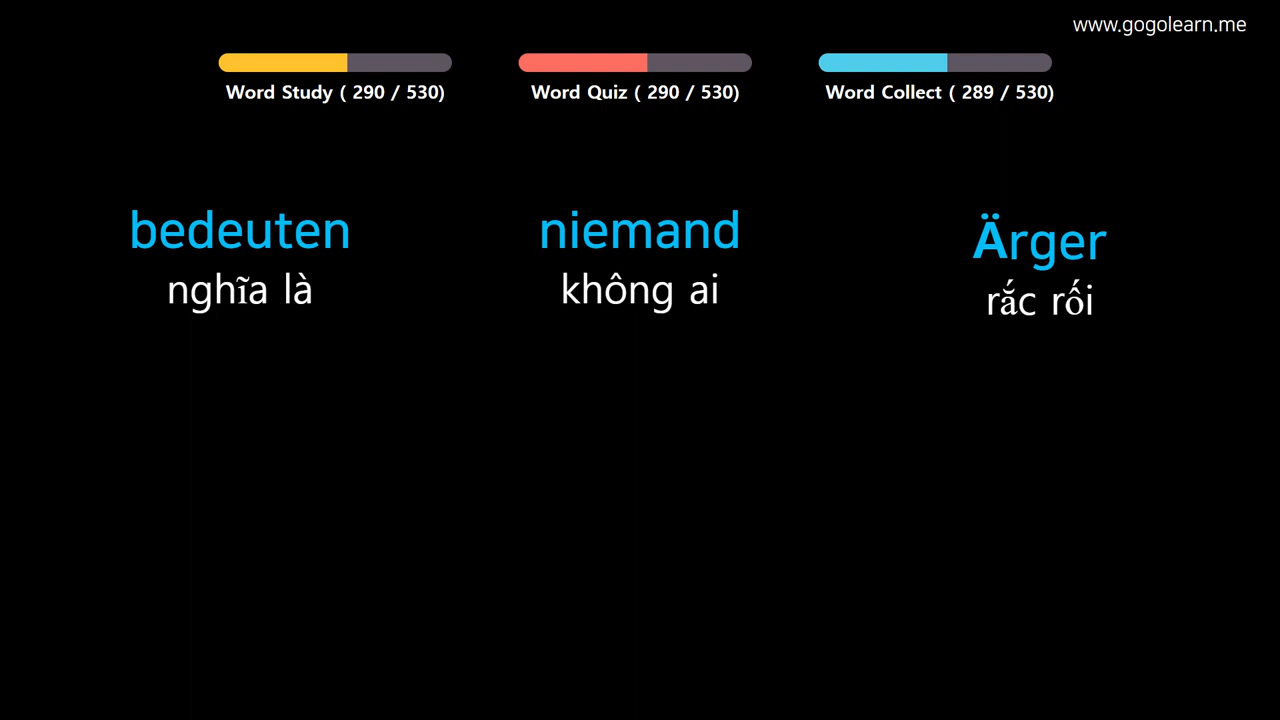 www.gogolearn.me
Word Study ( 290 / 530)
Word Quiz ( 290 / 530)
Word Collect ( 289 / 530)
bedeuten
nghĩa là
niemand
không ai
Ärger
rắc rối